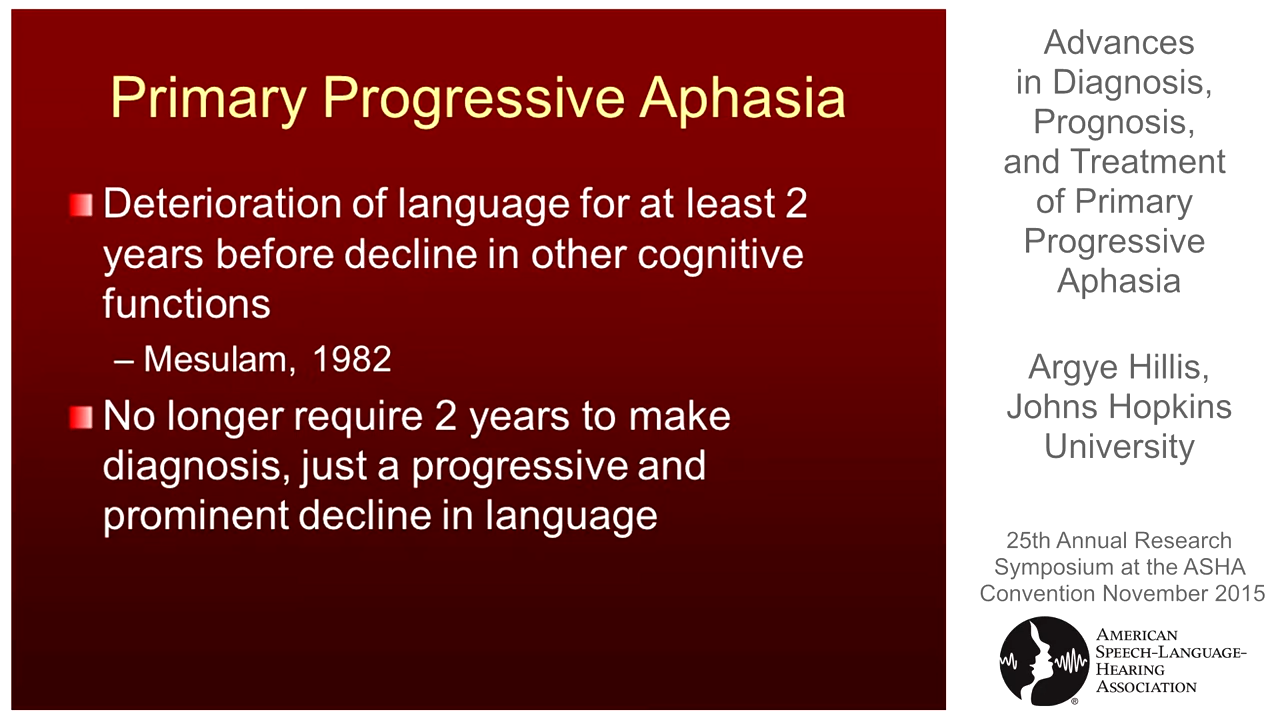 Primary Progressive Aphasia
Deterioration of language for at least 2
years before decline in other cognitive
functions
– Mesulam, 1982
No longer require 2 years to make
diagnosis, just a progressive and
prominent decline in language
Advances
in Diagnosis,
Prognosis,
and Treatment
of Primary
Progressive
Aphasia
Argye Hillis,
Johns Hopkins
University
25th Annual Research
Symposium at the ASHA
Convention November 2015
AMERICAN
SPEECH-LANGUAGE-
HEARING
ASSOCIATION
®